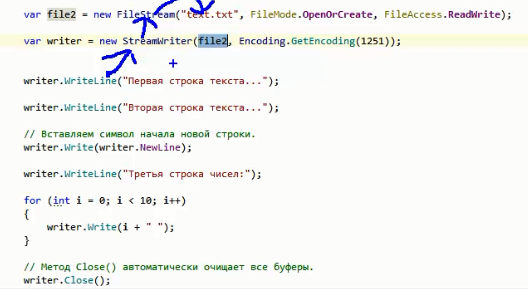 var file2 = new FileStream("text.txt", FileMode.OpenOrCreate, FileAccess.ReadWrite);
var writer = new StreamWriter(file2, Encoding.GetEncoding(1251));
writer.WriteLine("Первая строка текста...");
writer.WriteLine("Вторая строка текста...");
// Вставляем символ начала новой строки.
writer.Write(writer.NewLine);
writer.WriteLine("Третья строка чисел:");
for (int i = 0; i < 10; i++)
{
writer.Write(i + " ");
}
// Метод Close() автоматически очищает все буферы.
writer.Close();